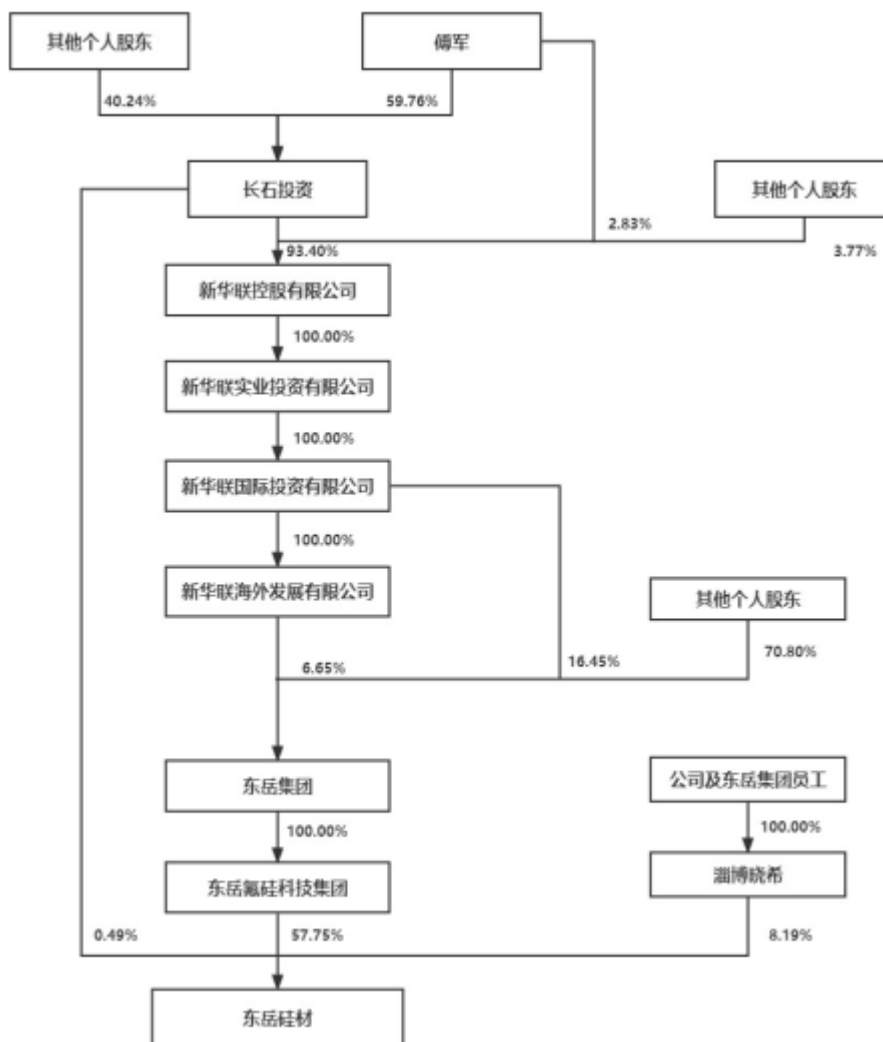 其他个人股东
傅军
40.24%
59.76%
长石投资
其他个人股东
2.83%
93.40%
3.77%
新华联控股有限公司
100.00%
新华联实业投资有限公司
100.00%
新华联国际投资有限公司
100.00%
新华联海外发展有限公司
其他个人股东
6.65%
16.45%
70.80%
东岳集团
公司及东岳集团员工
100.00%
100.00%
东岳氟硅科技集团
淄博晓希
0.49%
57.75%
8.19%
东岳硅材